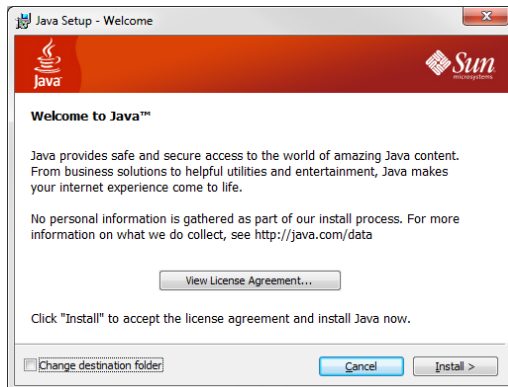 Java Setup - Welcome
Java
Sun
microsystems
Welcome to Java™
Java provides safe and secure access to the world of amazing Java content.
From business solutions to helpful utilities and entertainment, Java makes
your internet experience come to life.
No personal information is gathered as part of our install process. For more
information on what we do collect, see http://java.com/data
View License Agreement...
Click "Install" to accept the license agreement and install Java now.
Change destination folder
Cancel
Install >